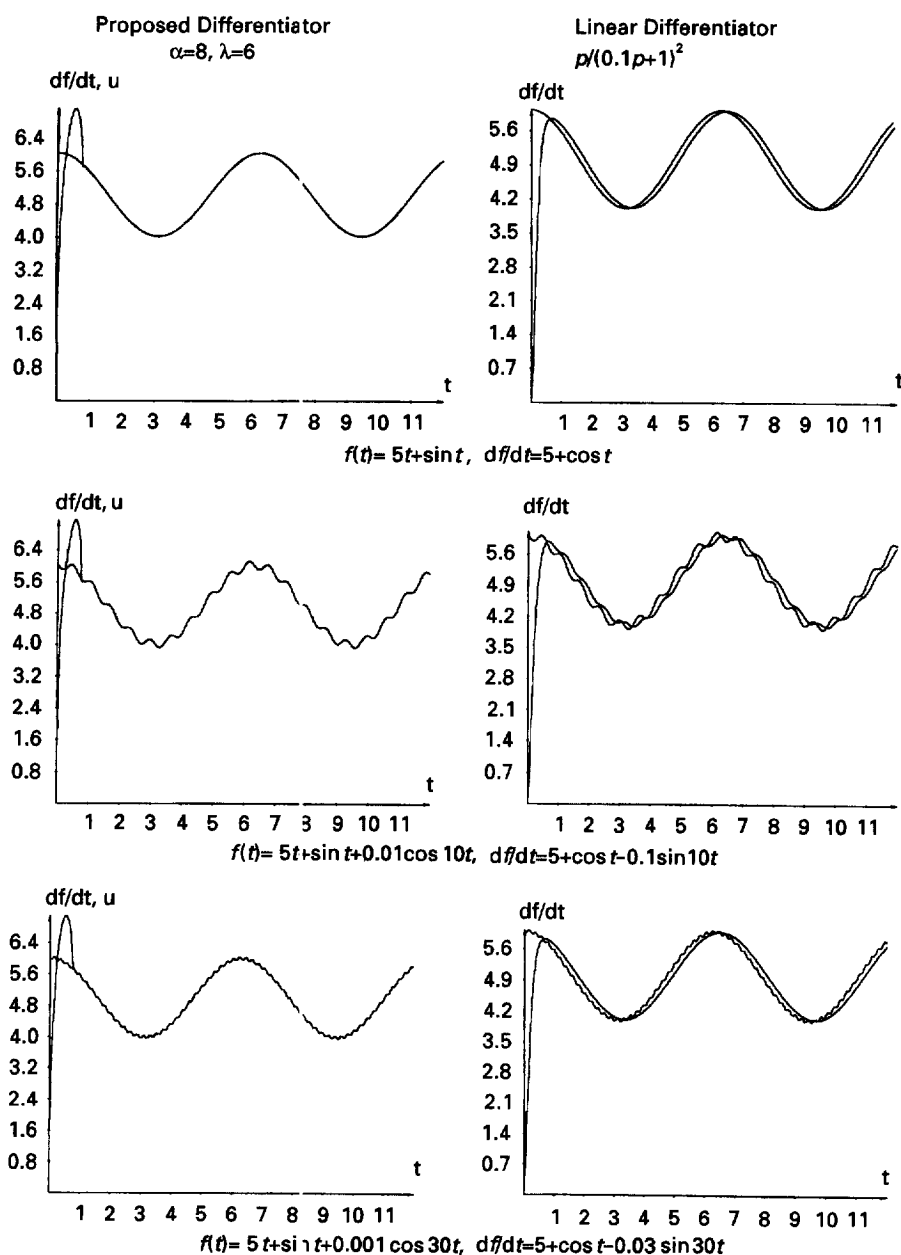 Proposed Differentiator
α=8, λ=6
Linear Differentiator
p/(0.1p+1)²
df/dt, u
6.4
5.6
4.8
4.0
3.2
2.4
1.6
0.8
t
1 2 3 4 5 6 7 8 9 10 11
df/dt
5.6
4.9
4.2
3.5
2.8
2.1
1.4
0.7
t
1 2 3 4 5 6 7 8 9 10 11
f(t)= 5t+sin t, df/dt=5+cos t
df/dt, u
6.4
5.6
4.8
4.0
3.2
2.4
1.6
0.8
t
1 2 3 4 5 6 7 8 9 10 11
df/dt
5.6
4.9
4.2
3.5
2.8
2.1
1.4
0.7
t
1 2 3 4 5 6 7 8 9 10 11
f(t)= 5t+sin t+0.01cos 10t, df/dt=5+cos t-0.1sin10t
df/dt, u
6.4
5.6
4.8
4.0
3.2
2.4
1.6
0.8
t
1 2 3 4 5 6 7 8 9 10 11
df/dt
5.6
4.9
4.2
3.5
2.8
2.1
1.4
0.7
t
1 2 3 4 5 6 7 8 9 10 11
f(t)= 5t+sin t+0.001 cos 30t, df/dt=5+cos t-0.03 sin 30t